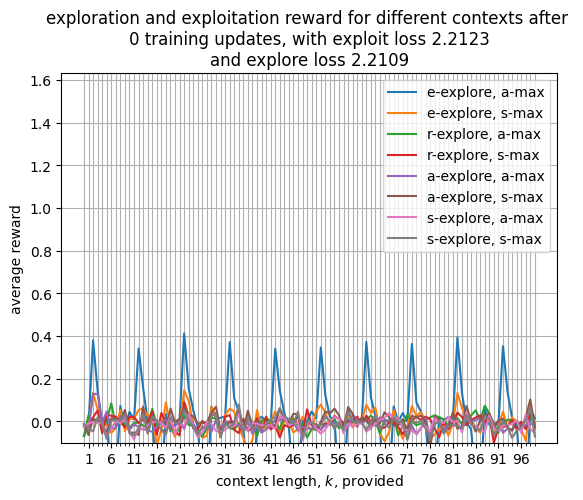 exploration and exploitation reward for different contexts after
0 training updates, with exploit loss 2.2123
and explore loss 2.2109
1.6
1.4
1.2
1.0
0.8
0.6
0.4
0.2
0.0
average reward
e-explore, a-max
e-explore, s-max
r-explore, a-max
r-explore, s-max
a-explore, a-max
a-explore, s-max
s-explore, a-max
s-explore, s-max
1 6 11 16 21 26 31 36 41 46 51 56 61 66 71 76 81 86 91 96
context length, k, provided